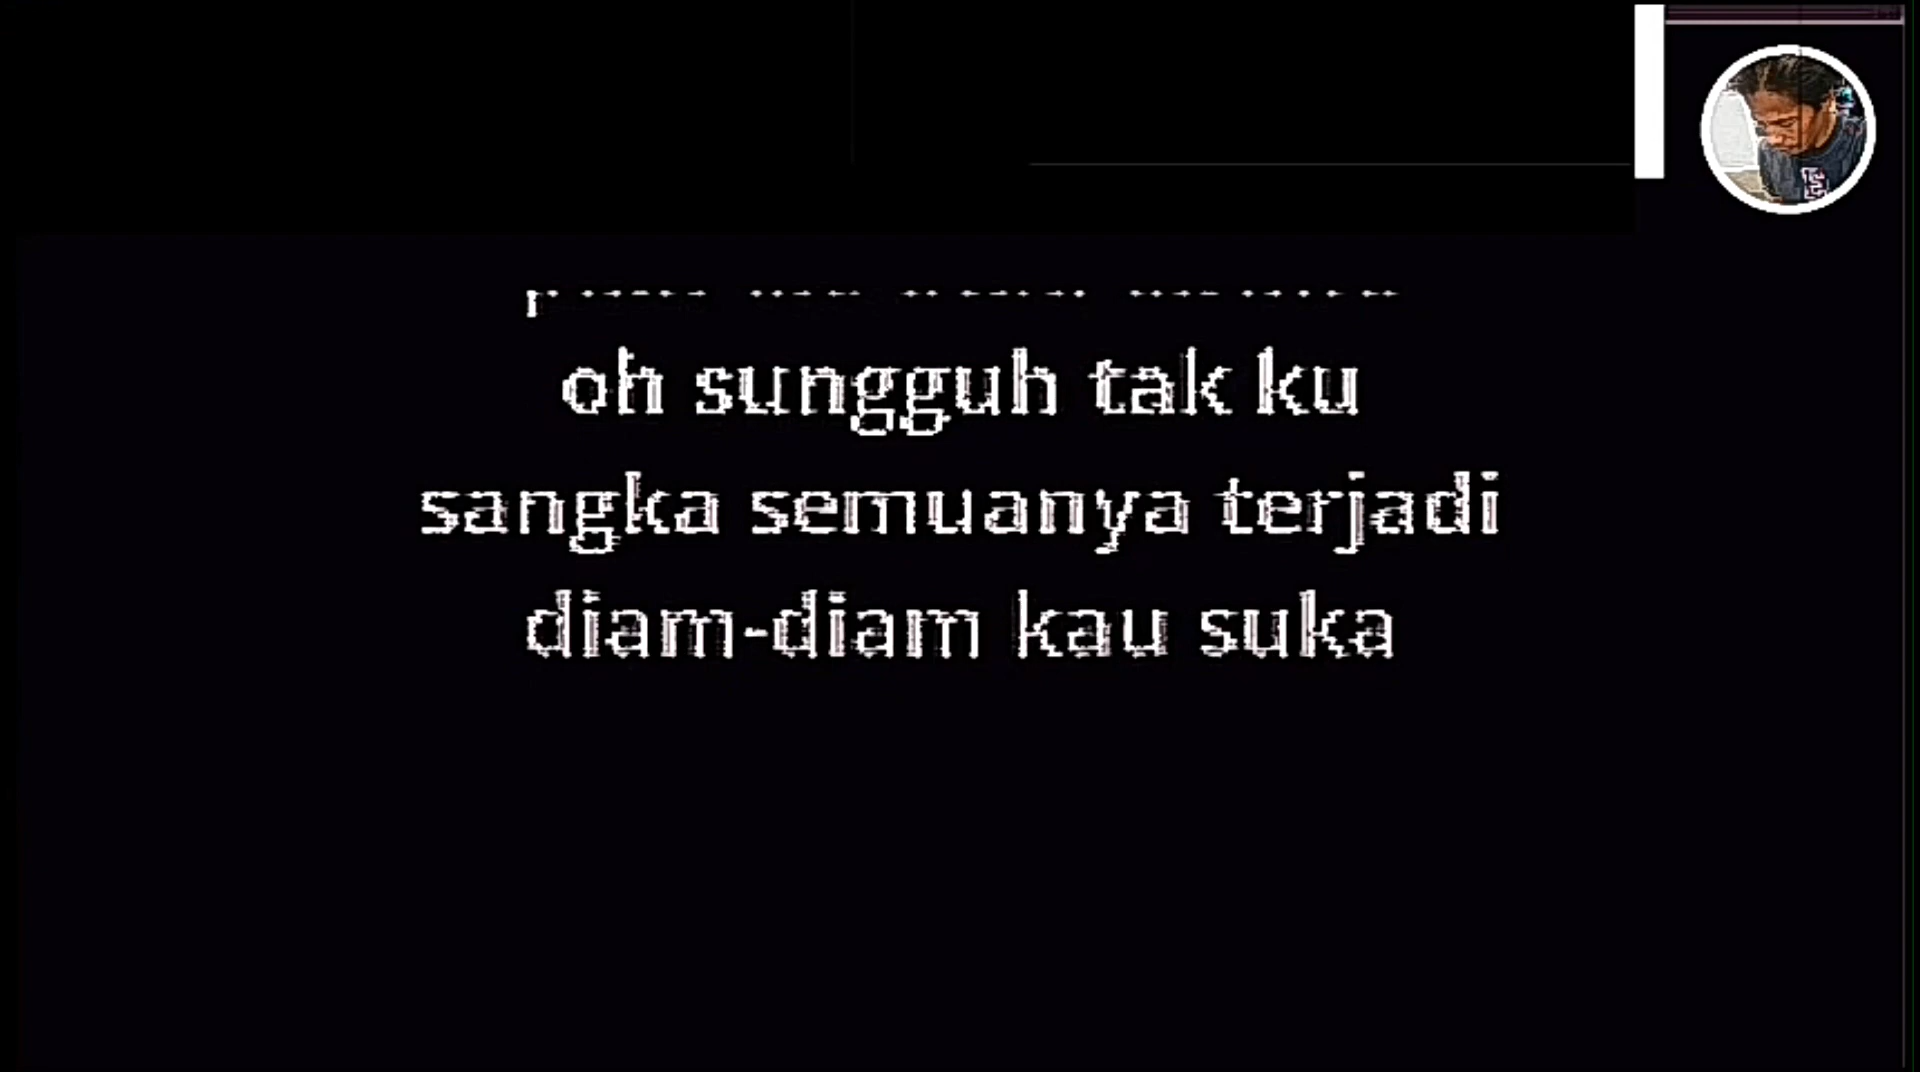 oh sungguh tak ku
sangka semuanya terjadi
diam-diam kau suka